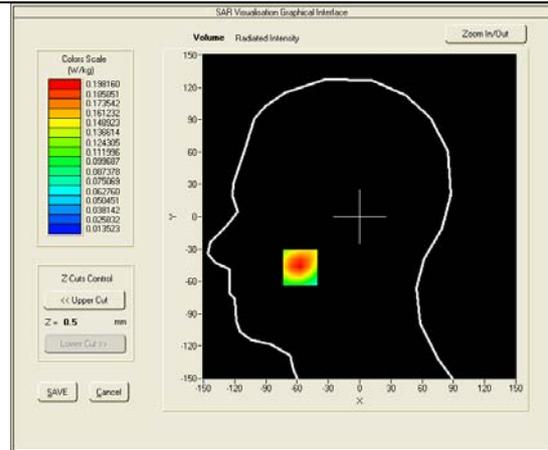 SAR Visualisation Graphical Interface
Volume Radiated Intensity
Zoom In/Out
Colors Scale
(W/kg)
0.198160
0.185851
0.173542
0.161232
0.148923
0.136614
0.124305
0.111996
0.099687
0.087378
0.075069
0.062760
0.050451
0.038142
0.025832
0.013523
Z Cuts Control
<< Upper Cut
Z = 0.5 mm
Lower Cut >>
SAVE
Cancel
150
120
90
60
30
0
-30
-60
-90
-120
-150
Y
-150 -120 -90 -60 -30 0 30 60 90 120 150
X